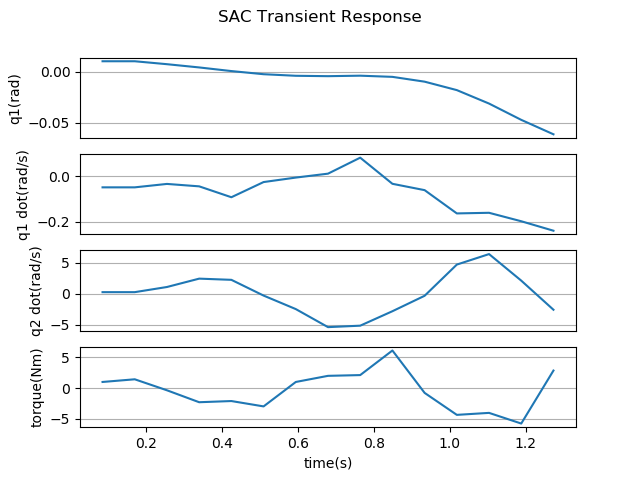 SAC Transient Response
q1(rad)
0.00
−0.05
q1 dot(rad/s)
0.0
−0.2
q2 dot(rad/s)
5
0
−5
torque(Nm)
5
0
−5
0.2 0.4 0.6 0.8 1.0 1.2
time(s)